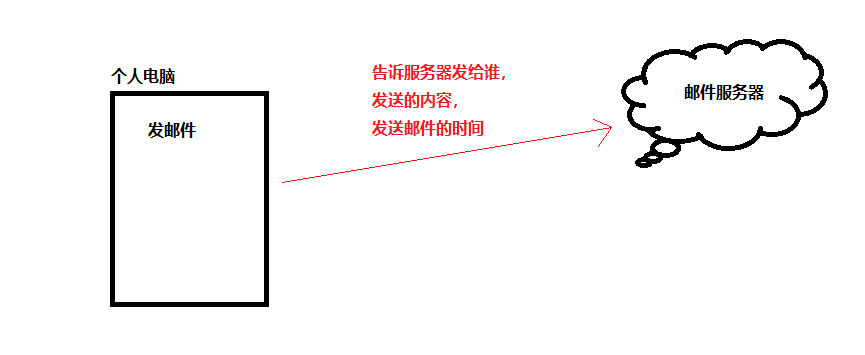 个人电脑
发邮件
告诉服务器发给谁，
发送的内容，
发送邮件的时间
邮件服务器